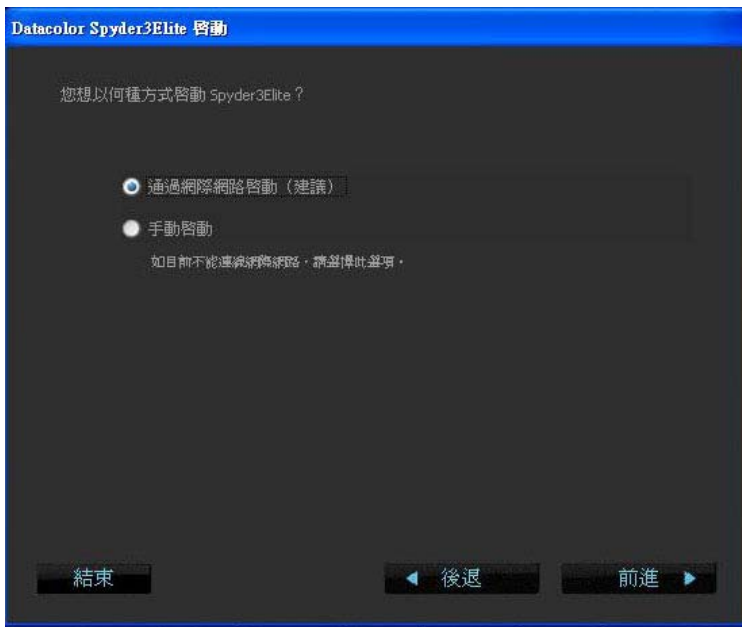 Datacolor Spyder3Elite 啓動
您想以何種方式啓動 Spyder3Elite？
通過網際網路啓動（建議）
手動啓動
如目前不能連線網際網路，請選擇此選項。
結束
後退
前進